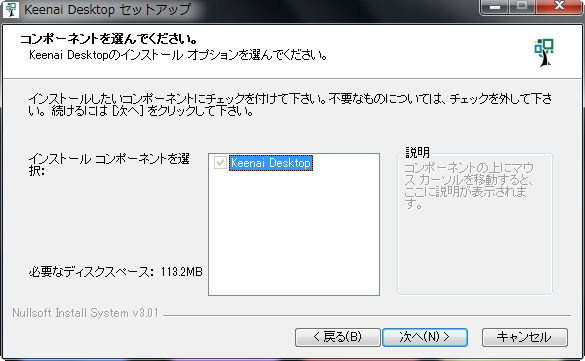 Keenai Desktop セットアップ
コンポーネントを選んでください。
Keenai Desktopのインストール オプションを選んでください。
インストールしたいコンポーネントにチェックを付けて下さい。不要なものについては、チェックを外して下さ
い。 続けるには [次へ] をクリックして下さい。
インストール コンポーネントを選
択:
Keenai Desktop
説明
コンポーネントの上にマウ
ス カーソルを移動すると、
ここに説明が表示されま
す。
必要なディスクスペース: 113.2MB
Nullsoft Install System v3.01
< 戻る(B)
次へ(N) >
キャンセル